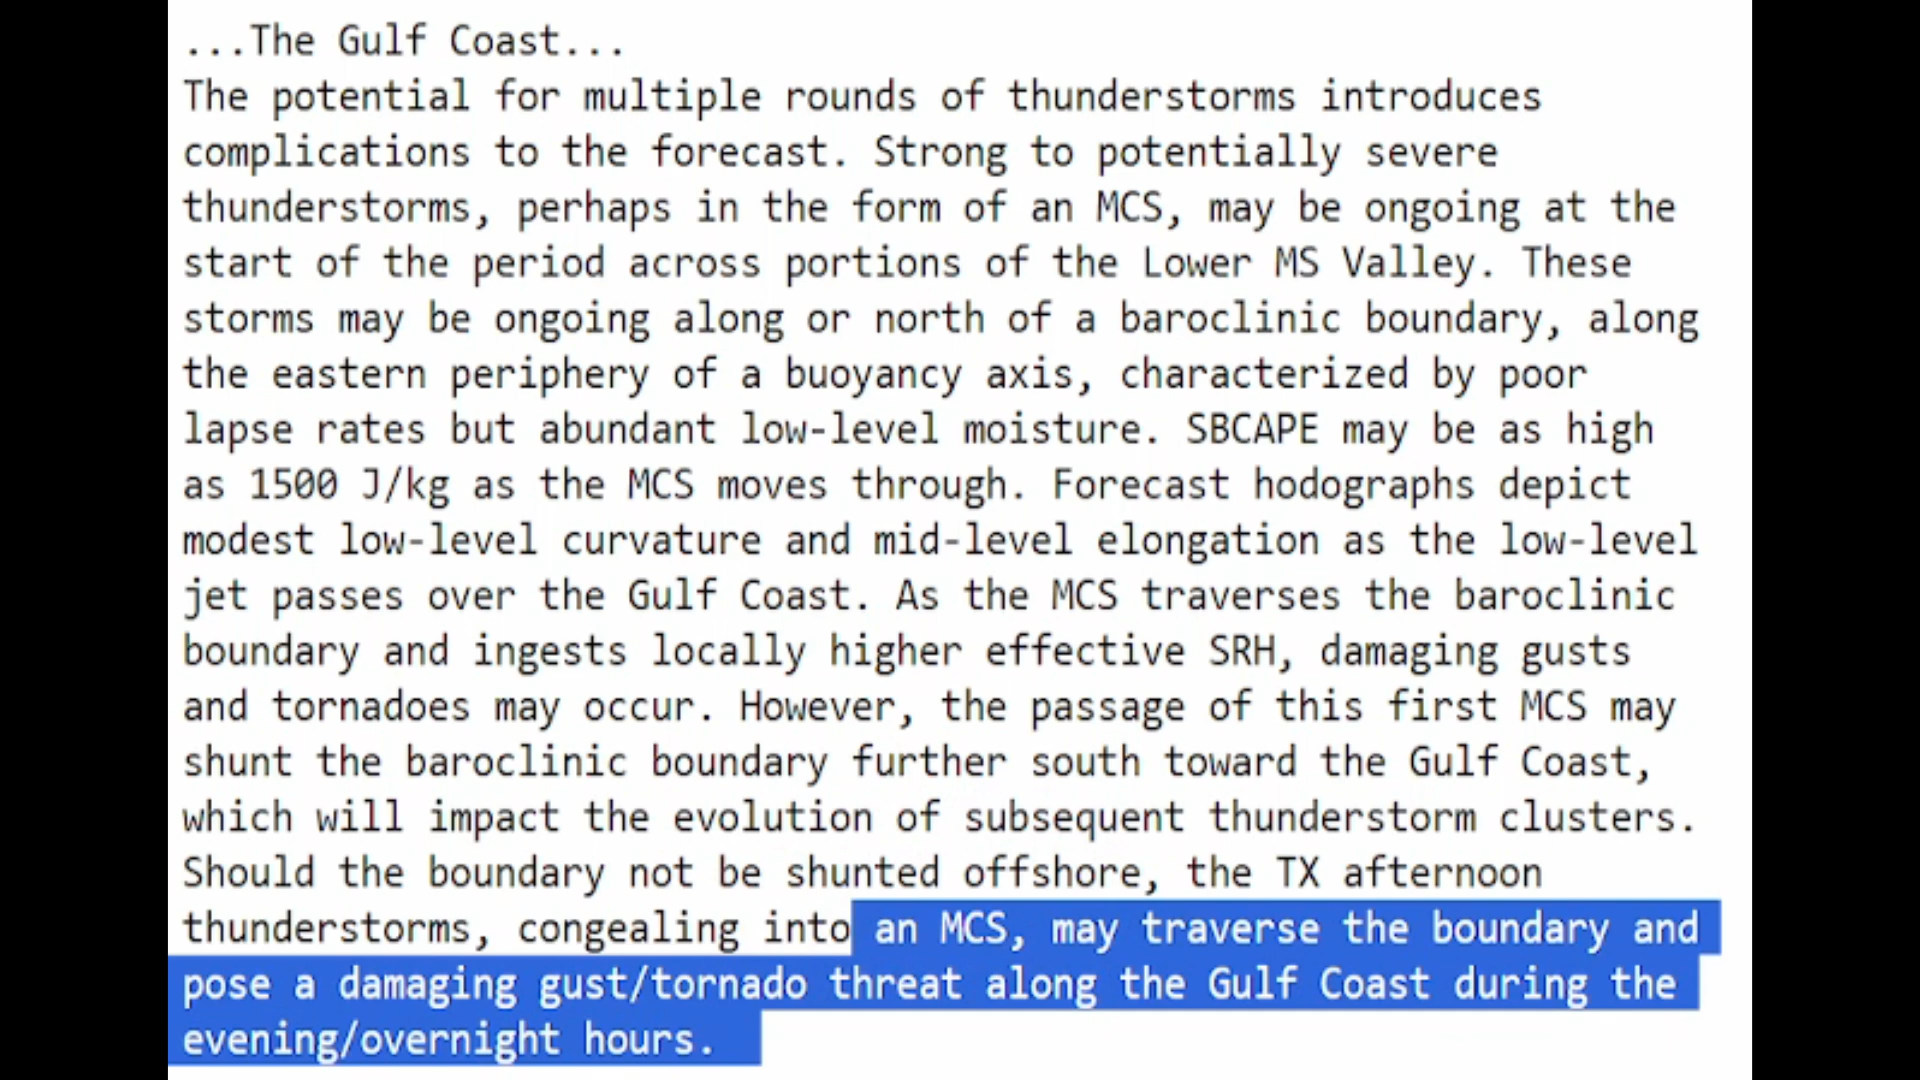 ...The Gulf Coast...
The potential for multiple rounds of thunderstorms introduces
complications to the forecast. Strong to potentially severe
thunderstorms, perhaps in the form of an MCS, may be ongoing at the
start of the period across portions of the Lower MS Valley. These
storms may be ongoing along or north of a baroclinic boundary, along
the eastern periphery of a buoyancy axis, characterized by poor
lapse rates but abundant low-level moisture. SBCAPE may be as high
as 1500 J/kg as the MCS moves through. Forecast hodographs depict
modest low-level curvature and mid-level elongation as the low-level
jet passes over the Gulf Coast. As the MCS traverses the baroclinic
boundary and ingests locally higher effective SRH, damaging gusts
and tornadoes may occur. However, the passage of this first MCS may
shunt the baroclinic boundary further south toward the Gulf Coast,
which will impact the evolution of subsequent thunderstorm clusters.
Should the boundary not be shunted offshore, the TX afternoon
thunderstorms, congealing into an MCS, may traverse the boundary and
pose a damaging gust/tornado threat along the Gulf Coast during the
evening/overnight hours.